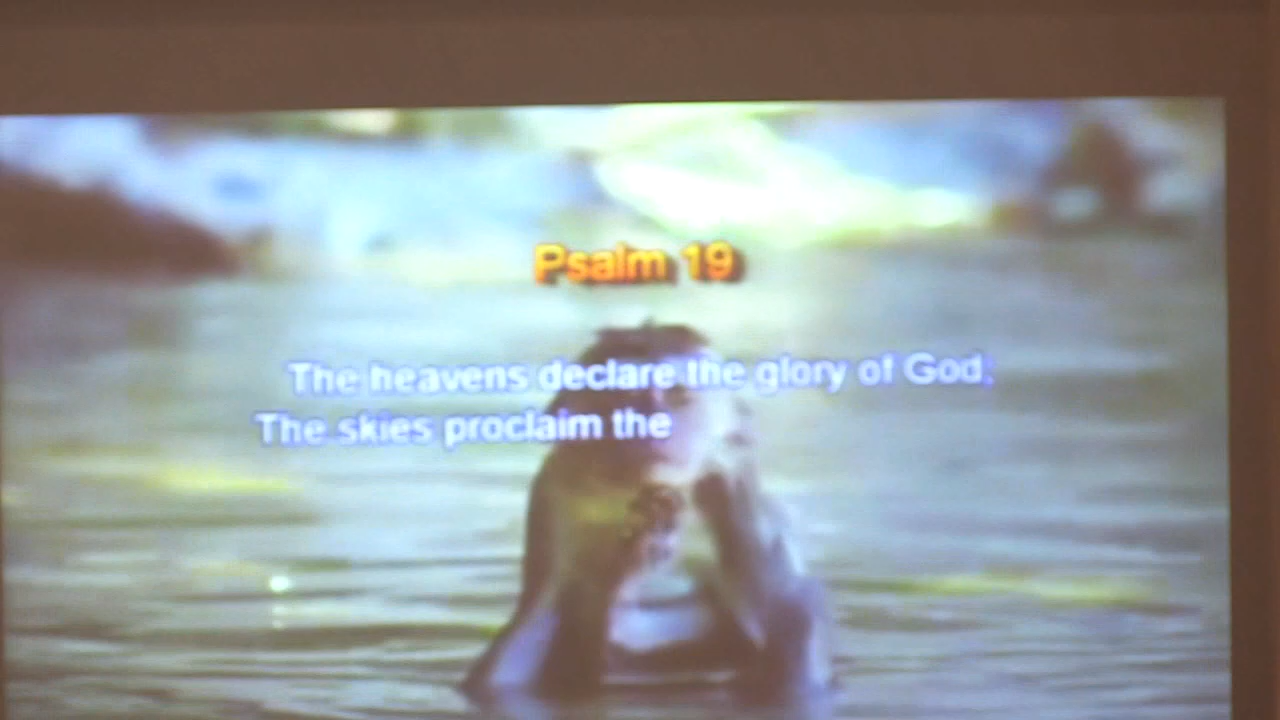 Psalm 19
The heavens declare the glory of God;
The skies proclaim the